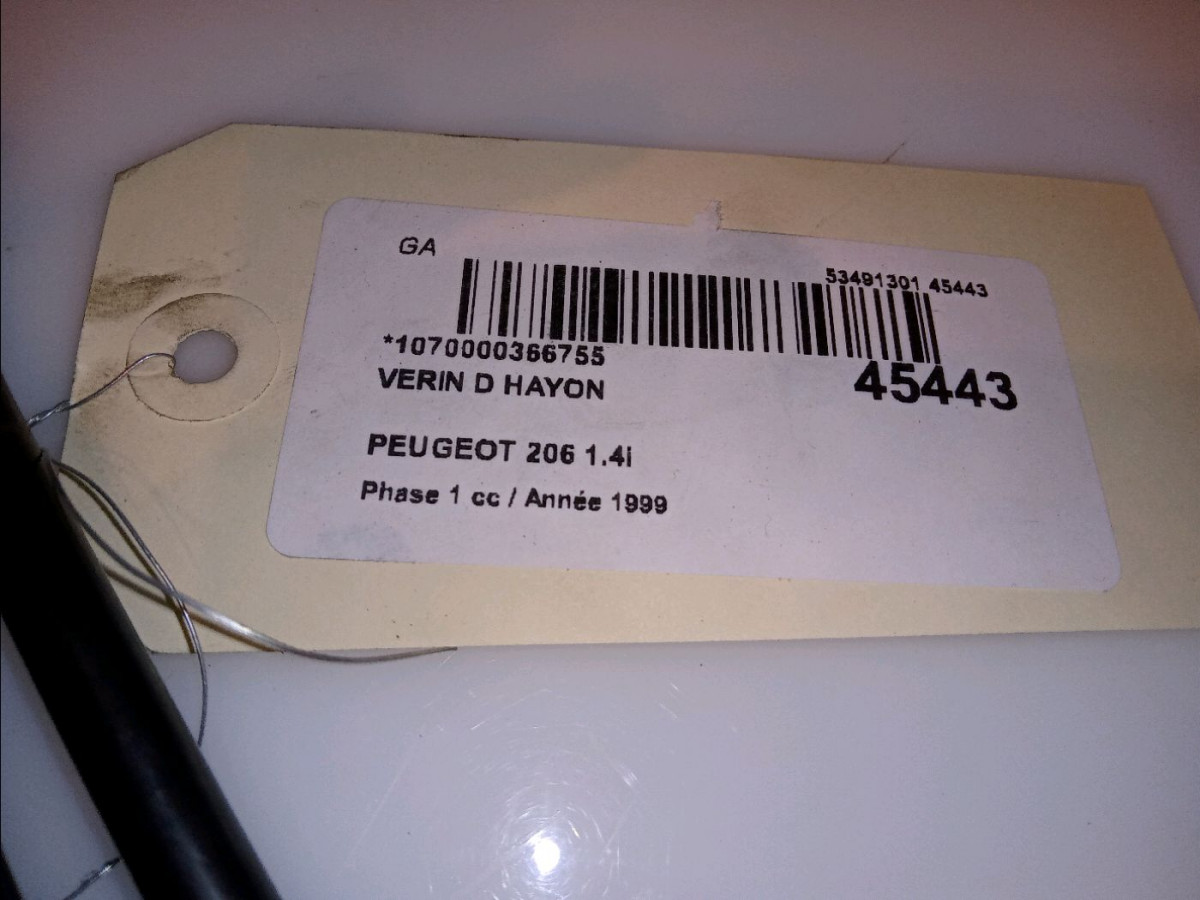 GA
53491301 45443
*1070000366755
45443
VERIN D HAYON
PEUGEOT 206 1.4i
Phase 1 cc / Année 1999